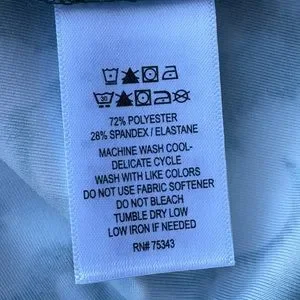 72% POLYESTER
28% SPANDEX / ELASTANE
MACHINE WASH COOL-
DELICATE CYCLE
WASH WITH LIKE COLORS
DO NOT USE FABRIC SOFTENER
DO NOT BLEACH
TUMBLE DRY LOW
LOW IRON IF NEEDED
RN# 75343